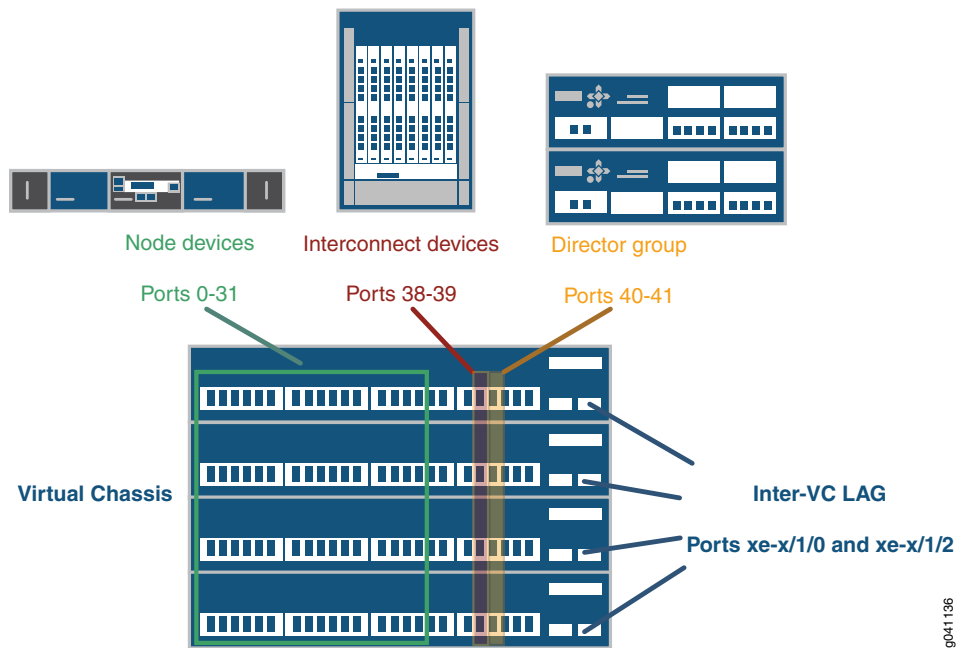 Node devices
Interconnect devices
Director group
Ports 0-31
Ports 38-39
Ports 40-41
Virtual Chassis
Inter-VC LAG
Ports xe-x/1/0 and xe-x/1/2
g041136